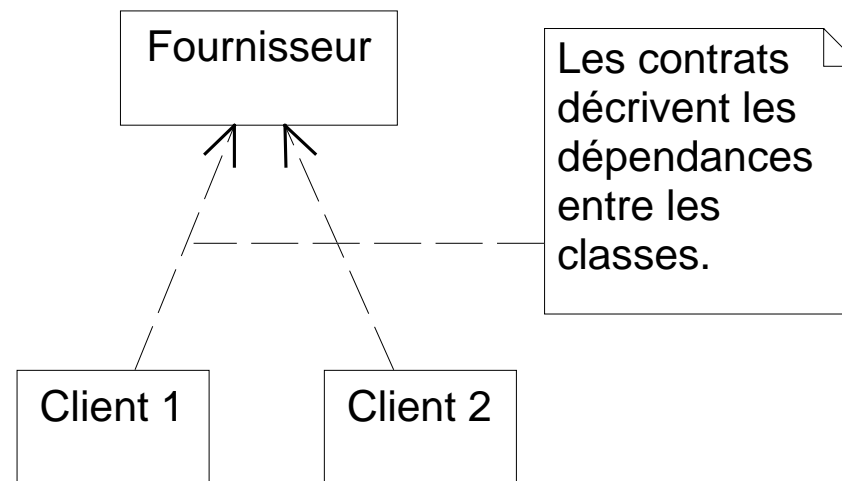 Fournisseur
Les contrats
décrivent les
dépendances
entre les
classes.
Client 1
Client 2